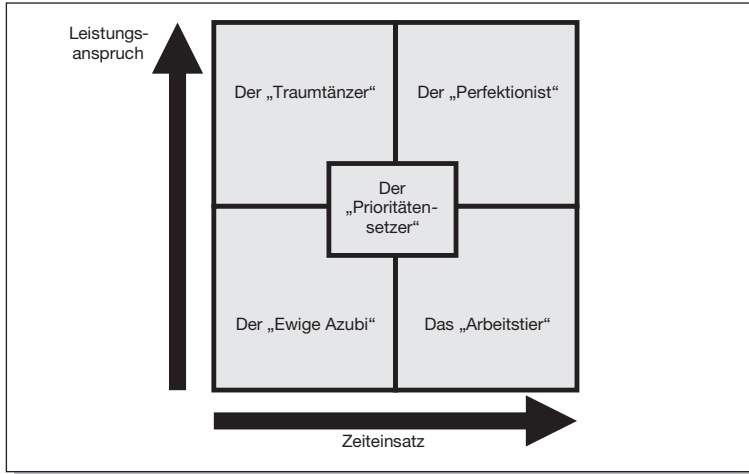 Leistungs-
anspruch
Der „Traumtänzer“
Der „Perfektionist“
Der
„Prioritäten-
setzer“
Der „Ewige Azubi“
Das „Arbeitstier“
Zeiteinsatz